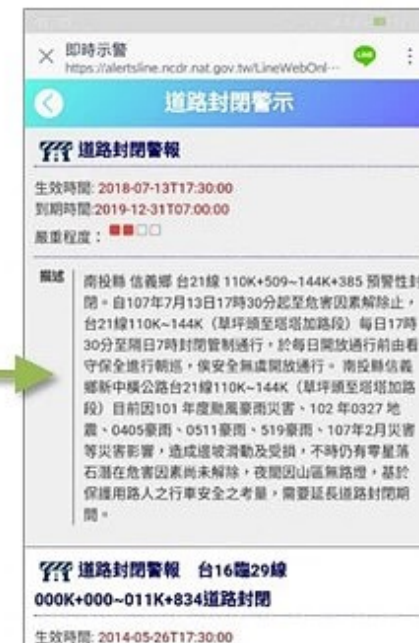 即時示警
https://alertsline.ncdr.nat.gov.tw/LineWebOnl...
LINE
道路封閉警示
道路封閉警報
生效時間: 2018-07-13T17:30:00
到期時間:2019-12-31T07:00:00
嚴重程度:
描述
南投縣 信義鄉 台21線 110K+509~144K+385 預警性封
閉。自107年7月13日17時30分起至危害因素解除止,
台21線110K~144K(草坪頭至塔塔加路段)每日17時
30分至隔日7時封閉管制通行,於每日開放通行前由看
守保全進行朝巡,俟安全無虞開放通行。 南投縣信義
鄉新中橫公路台21線110K~144K(草坪頭至塔塔加路
段)目前因101 年度颱風豪雨災害、102 年0327 地
震、0405豪雨、0511豪雨、519豪雨、107年2月災害
等災害影響,造成邊坡滑動及受損,不時仍有零星落
石潛在危害因素尚未解除,夜間因山區無路燈,基於
保護用路人之行車安全之考量,需要延長道路封閉期
間。
道路封閉警報 台16臨29線
000K+000~011K+834道路封閉
生效時間: 2014-05-26T17:30:00